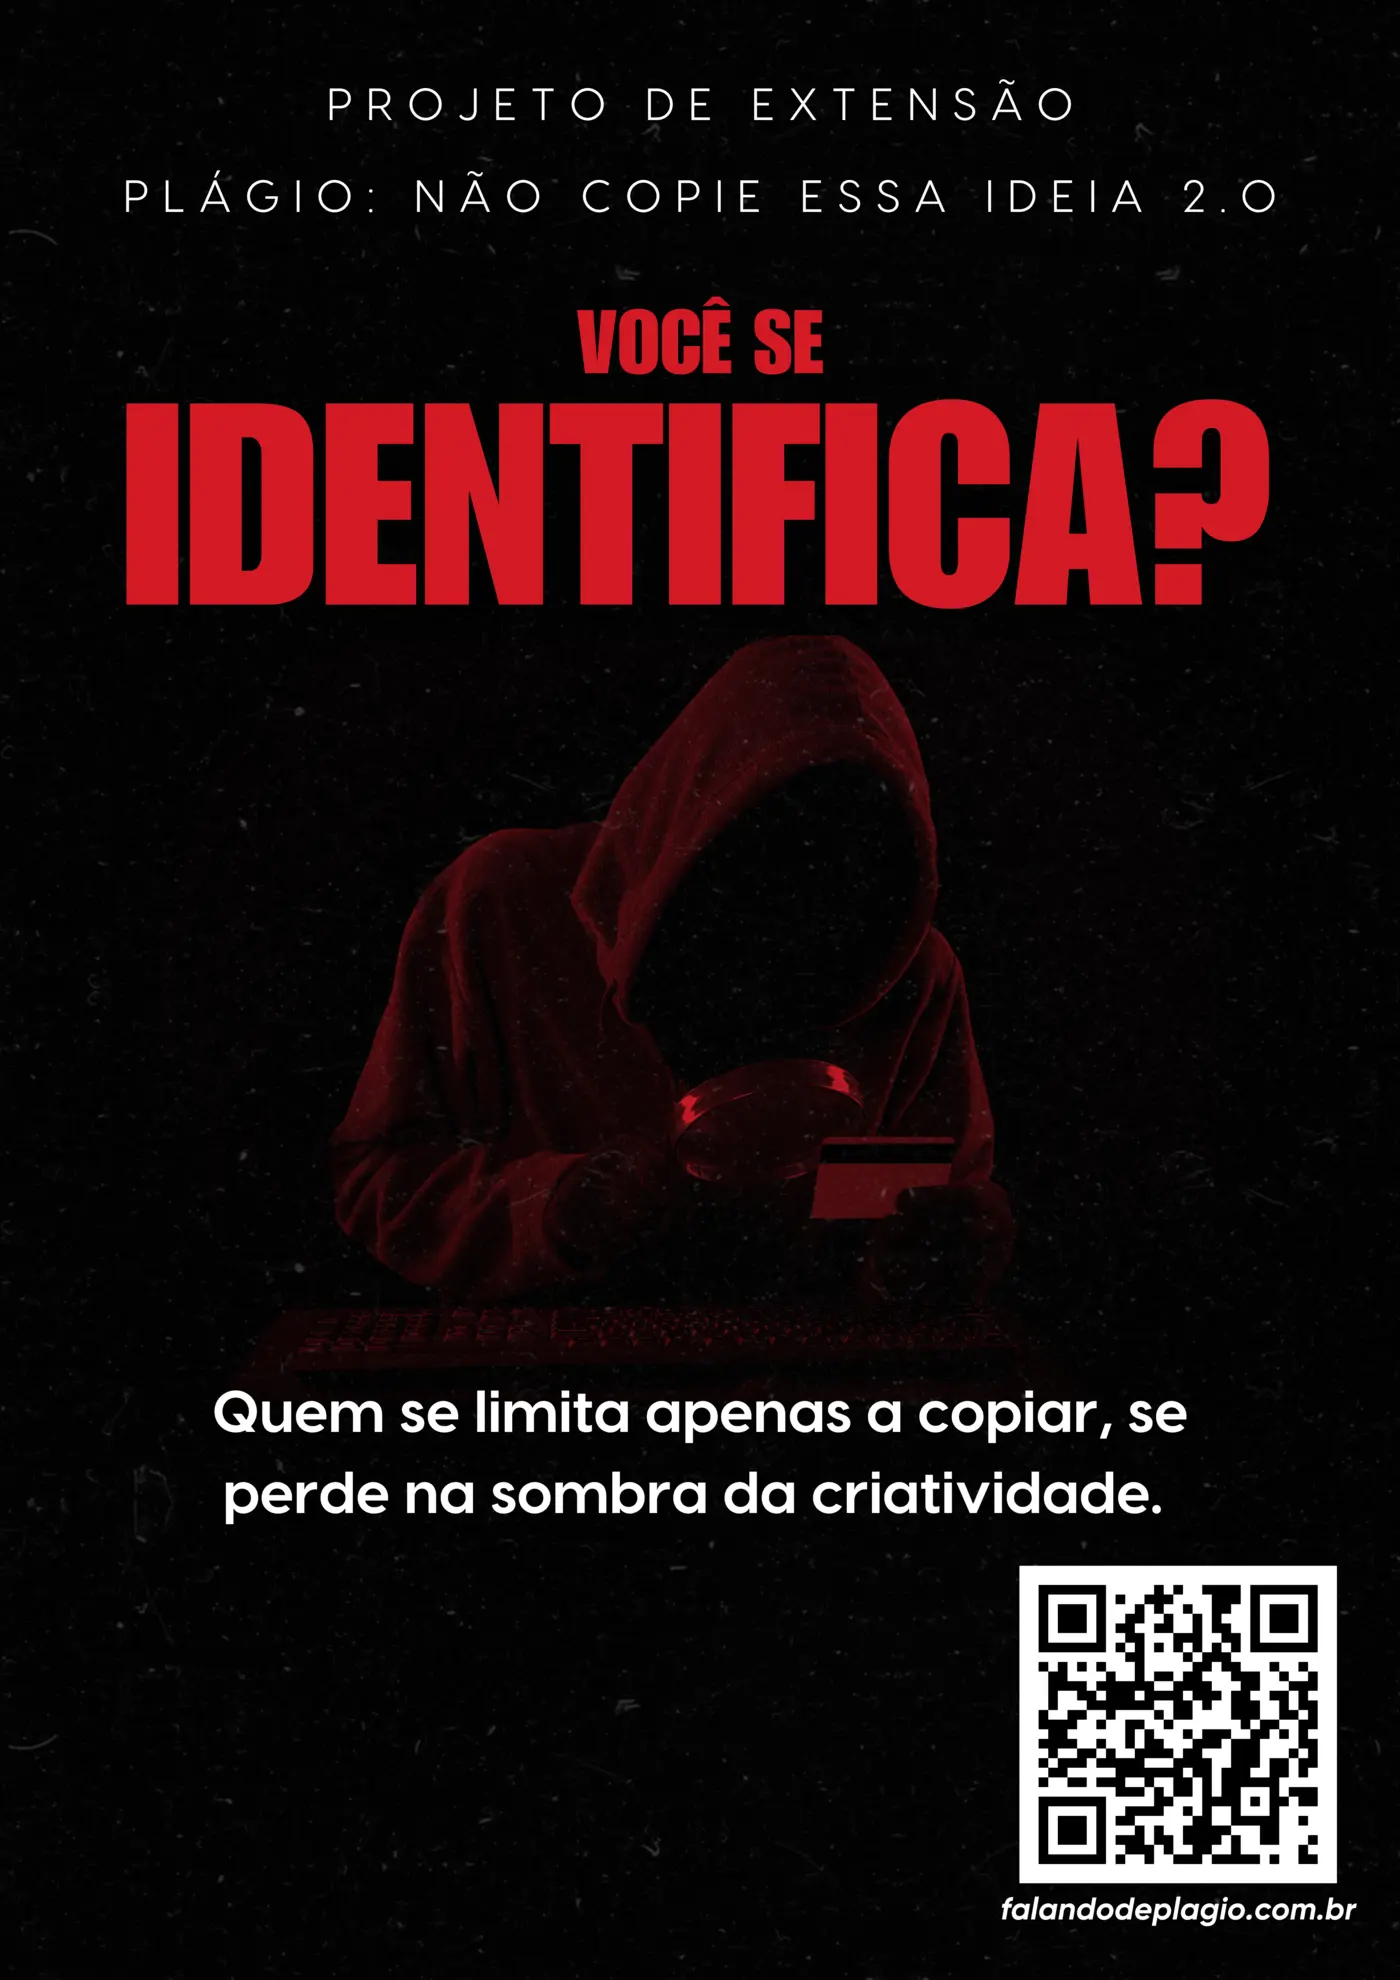 PROJETO DE EXTENSÃO
PLÁGIO: NÃO COPIE ESSA IDEIA 2.0
VOCÊ SE
IDENTIFICA?
Quem se limita apenas a copiar, se
perde na sombra da criatividade.
falandodeplagio.com.br